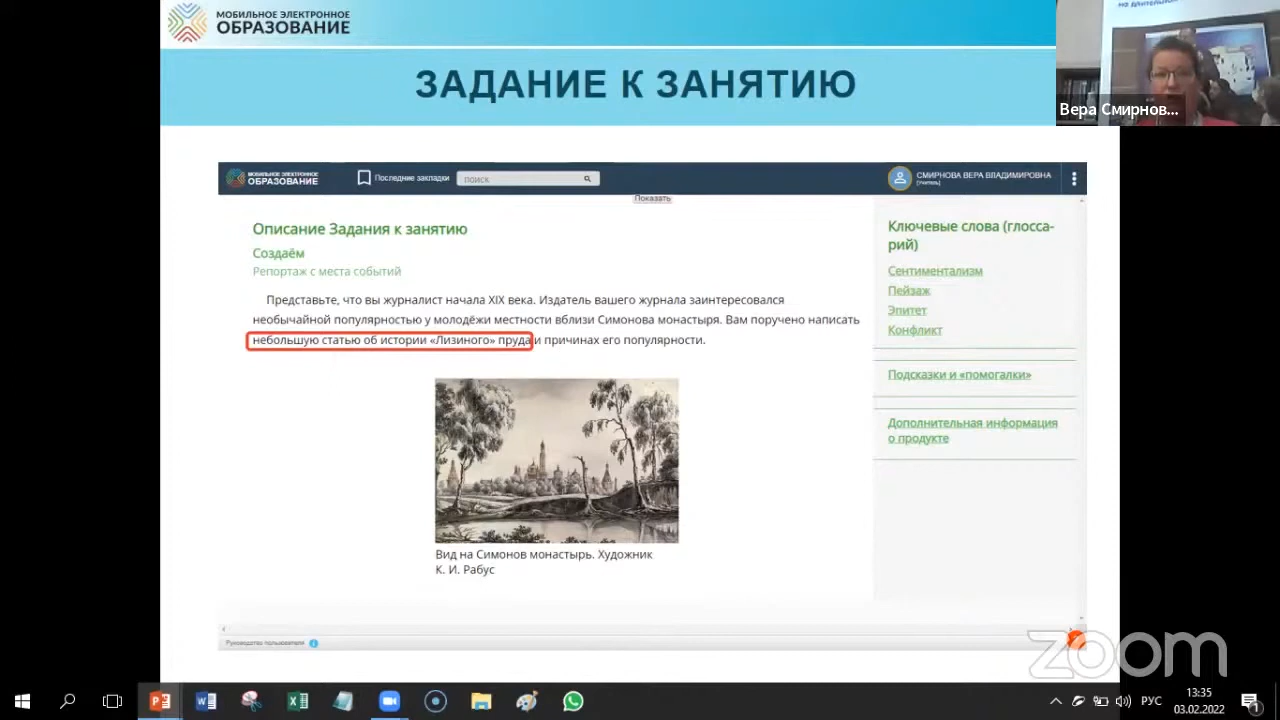 МОБИЛЬНОЕ ЭЛЕКТРОННОЕ
ОБРАЗОВАНИЕ
ЗАДАНИЕ К ЗАНЯТИЮ
на длительной
Вера Смирнов...
МОБИЛЬНОЕ ЭЛЕКТРОННОЕ
ОБРАЗОВАНИЕ
Последние закладки
поиск
СМИРНОВА ВЕРА ВЛАДИМИРОВНА
(Учитель)
Показать
Описание Задания к занятию
Создаём
Репортаж с места событий
Представьте, что вы журналист начала XIX века. Издатель вашего журнала заинтересовался
необычайной популярностью у молодёжи местности вблизи Симонова монастыря. Вам поручено написать
небольшую статью об истории «Лизиного» пруда и причинах его популярности.
Вид на Симонов монастырь. Художник
К. И. Рабус
Ключевые слова (глосса-
рий)
Сентиментализм
Пейзаж
Эпитет
Конфликт
Подсказки и «помогалки»
Дополнительная информация
о продукте
Руководство пользователя
zoom
РУС
13:35
03.02.2022
1